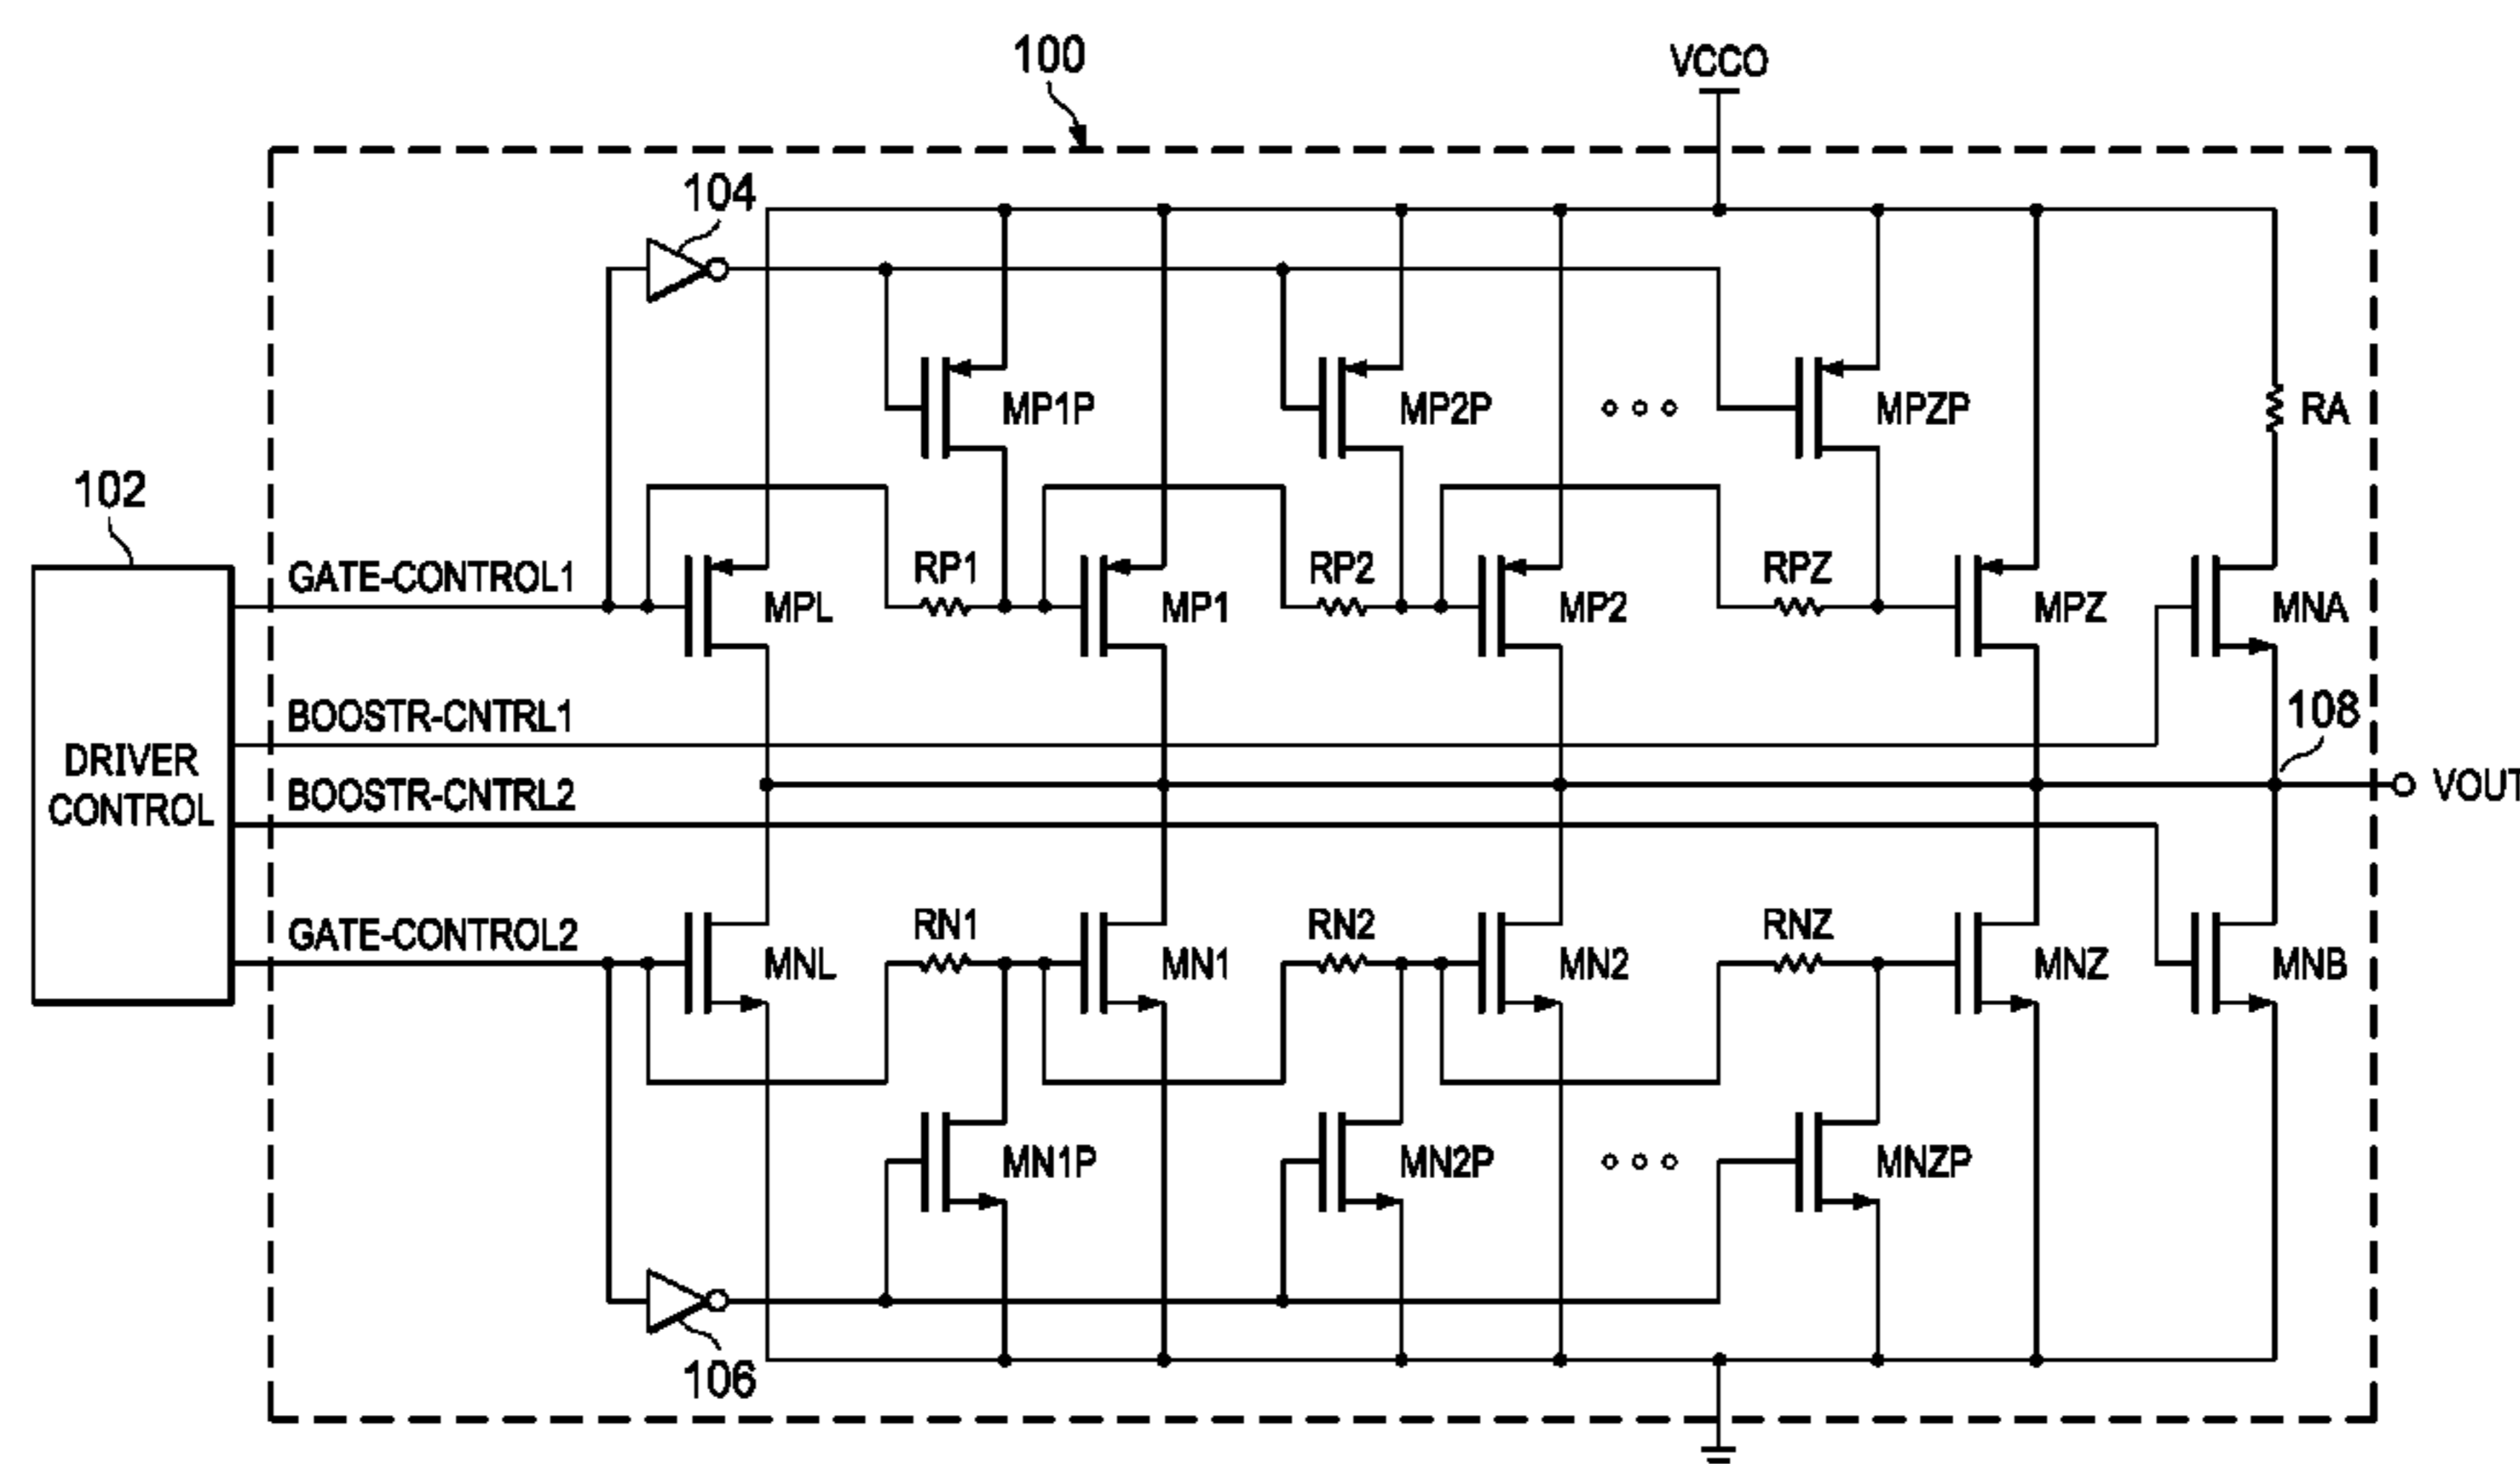 100
VCCO
104
MP1P
MP2P
MPZP
RA
102
GATE-CONTROL1
RP1
RP2
RPZ
MPL
MP1
MP2
MPZ
MNA
BOOSTR-CNTRL1
108
DRIVER
CONTROL
BOOSTR-CNTRL2
VOUT
GATE-CONTROL2
RN1
RN2
RNZ
MNL
MN1
MN2
MNZ
MNB
MN1P
MN2P
MNZP
106